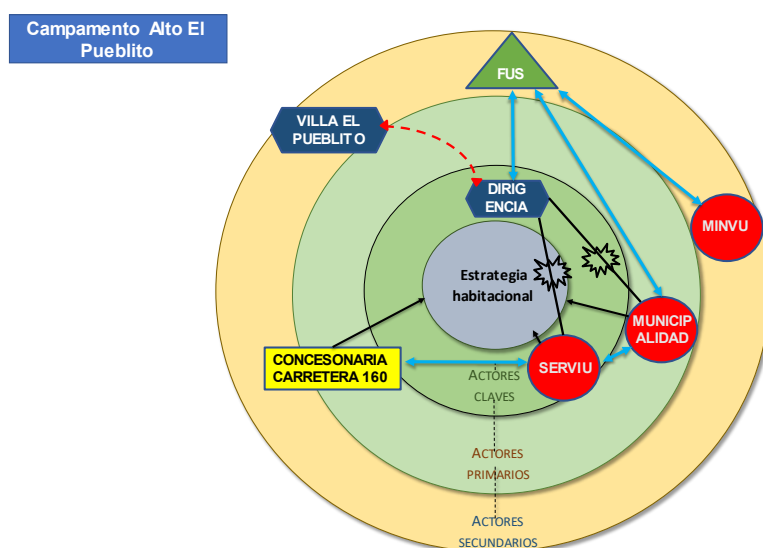 Campamento Alto El
Pueblito
FUS
VILLA EL
PUEBLITO
DIRIG
ENCIA
MINVU
Estrategia
habitacional
MUNICIP
ALIDAD
CONCESONARIA
CARRETERA 160
SERVIU
ACTORES
CLAVES
ACTORES
PRIMARIOS
ACTORES
SECUNDARIOS